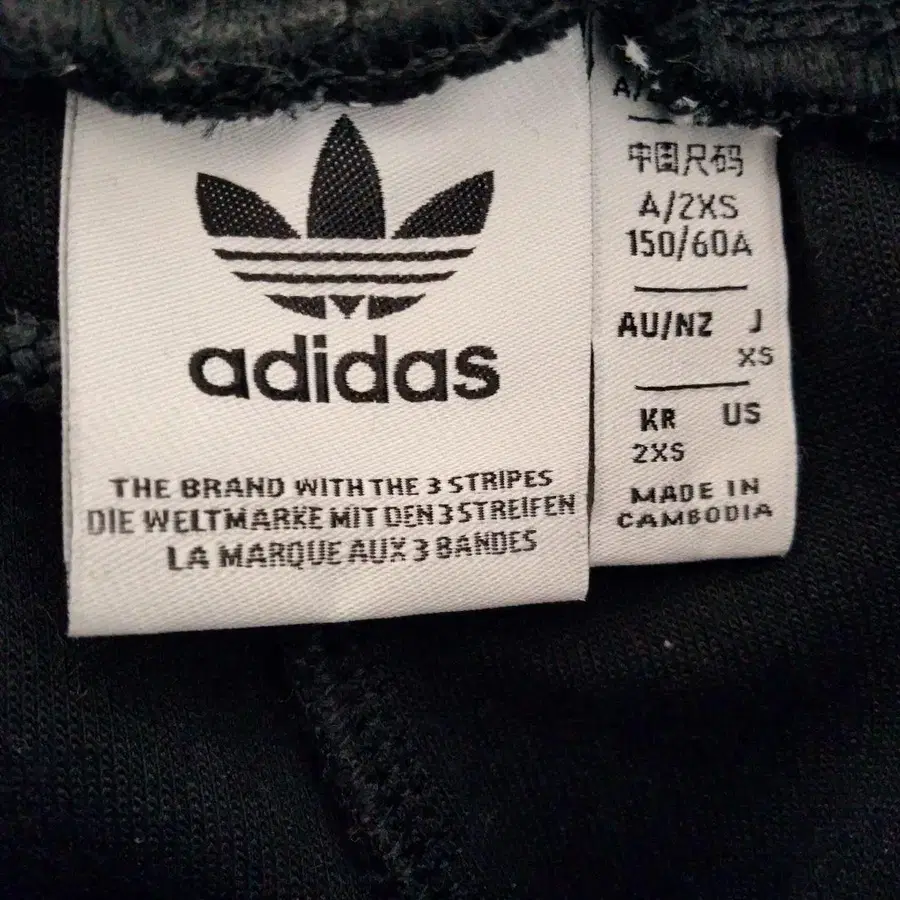 adidas
THE BRAND WITH THE 3 STRIPES
DIE WELTMARKE MIT DEN 3 STREIFEN
LA MARQUE AUX 3 BANDES
中国尺码
A/2XS
150/60A
AU/NZ J
XS
KR US
2XS
MADE IN
CAMBODIA